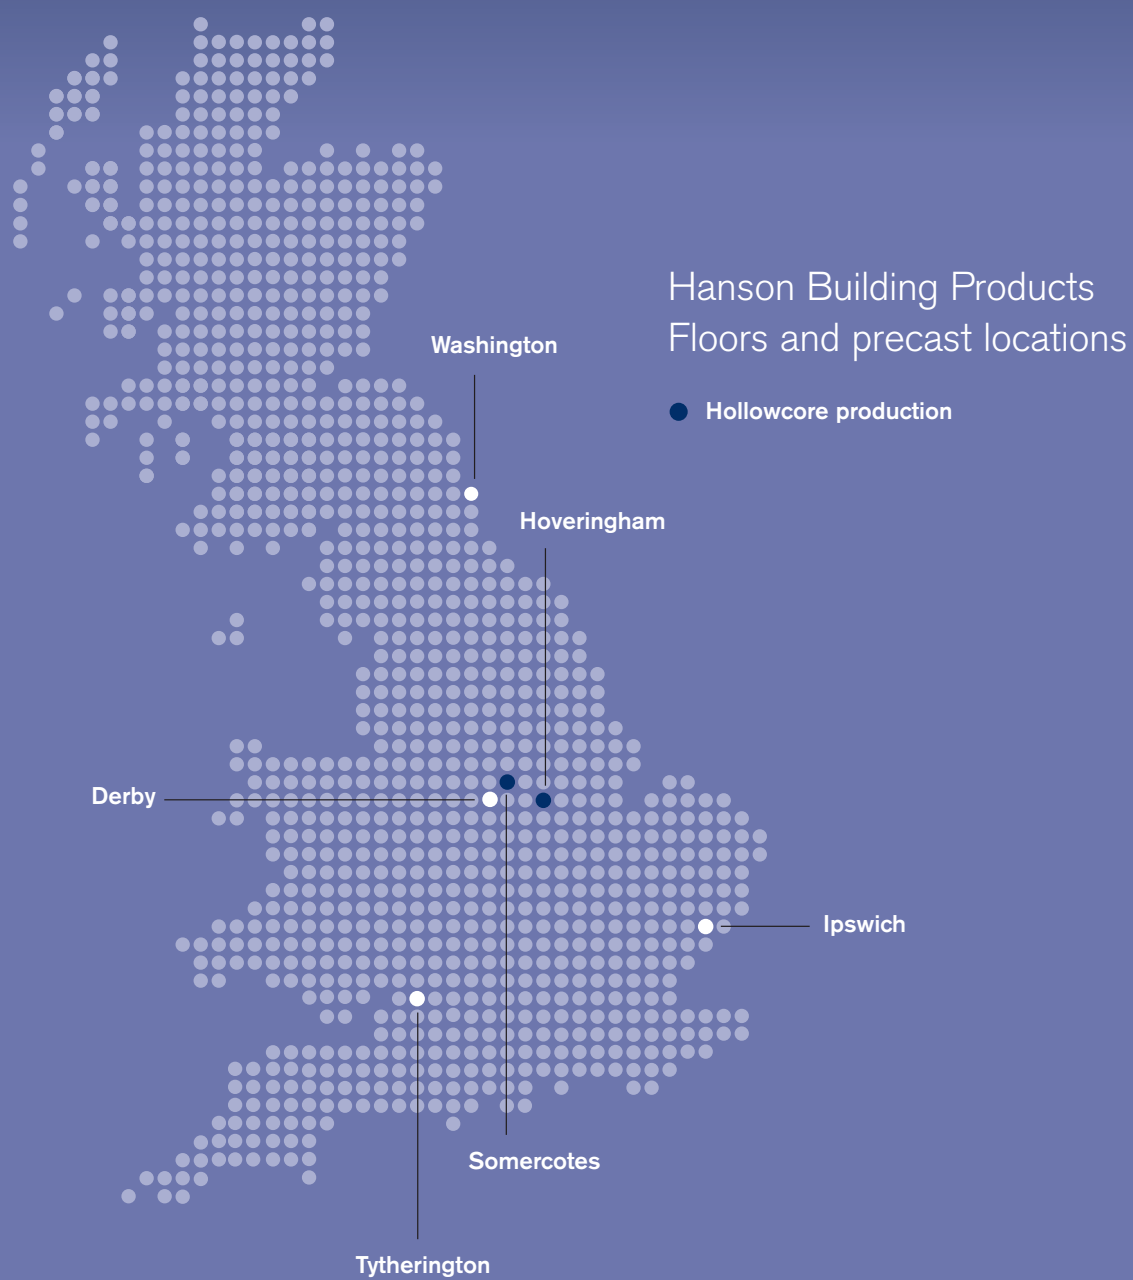 Hanson Building Products
Floors and precast locations
Hollowcore production
Washington
Hoveringham
Derby
Ipswich
Somercotes
Tytherington